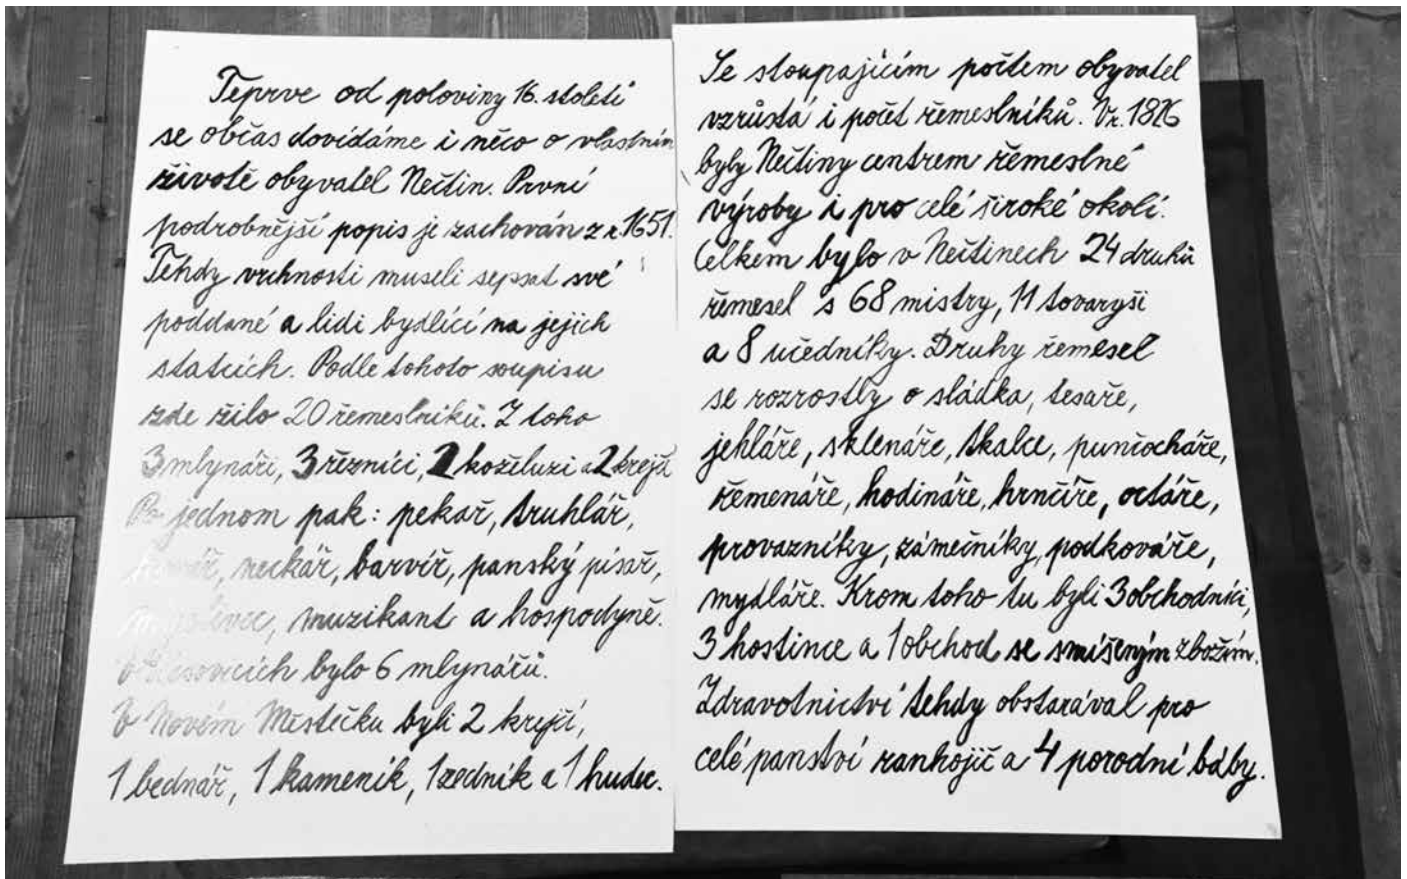 Teprve od poloviny 16. století
se občas dovídáme i něco o vlastním
životě obyvatel Nečtin. První
podrobnější popis je zachován z r. 1651.
Tehdy vrchnosti museli sepsat své
poddané a lidi bydlící na jejich
statcích. Podle tohoto soupisu
zde žilo 20 řemeslníků. Z toho
3 mlynáři, 3 řezníci, 2 koželuzi a 2 krejčí
Po jednom pak: pekař, truhlář,
neckář, barvíř, panský písař,
muzikant a hospodyně.
bylo 6 mlynářů.
V Novém Městečku byli 2 krejčí,
1 bednář, 1 kameník, 1 zedník a 1 hudec.
Se stoupajícím počtem obyvatel
vzrůstá i počet řemeslníků. V r. 1826
byly Nečtiny centrem řemeslné
výroby i pro celé široké okolí.
Celkem bylo v Nečtinech 24 druhů
řemesel s 68 mistry, 11 tovaryši
a 8 učedníky. Druhy řemesel
se rozrostly o sládka, tesaře,
jehláře, sklenáře, tkalce, punčocháře,
řemenáře, hodináře, hrnčíře, octáře,
provazníky, zámečníky, podkováře,
mydláře. Krom toho tu byli 3 obchodníci,
3 hostince a 1 obchod se smíšeným zbožím.
Zdravotnictví tehdy obstarával pro
celé panství ranhojič a 4 porodní báby.